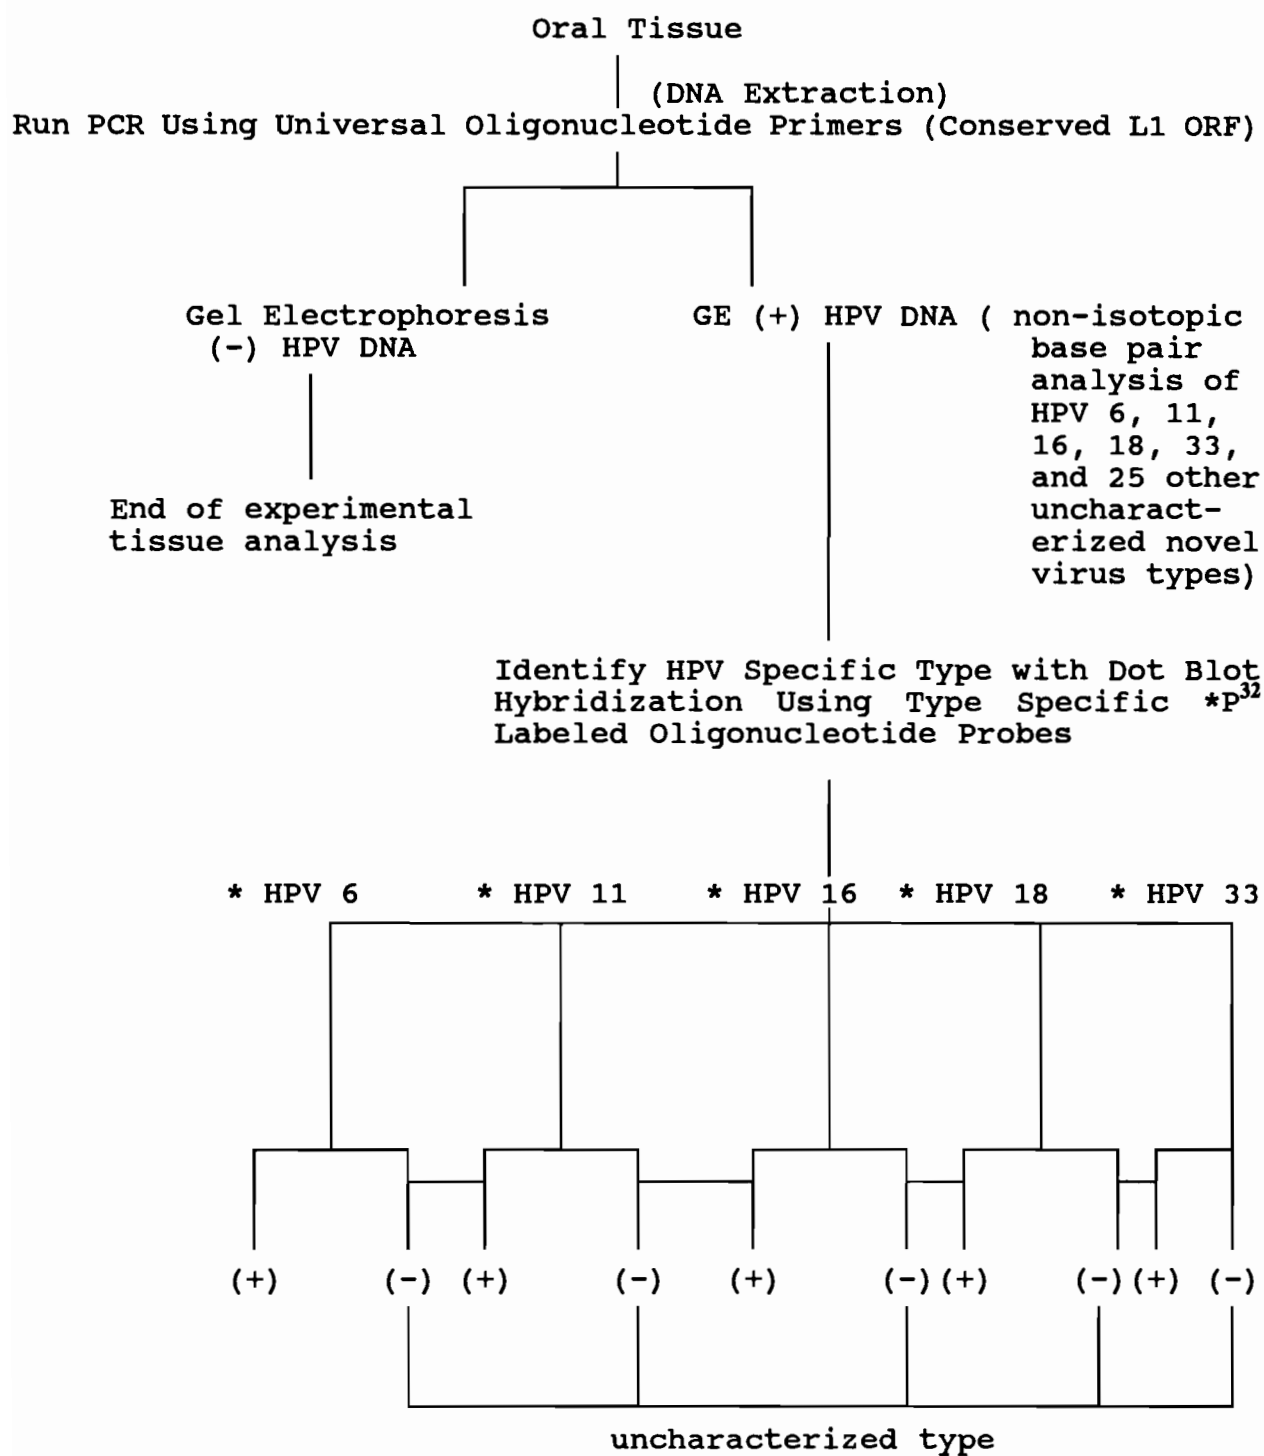 Oral Tissue
(DNA Extraction)
Run PCR Using Universal Oligonucleotide Primers (Conserved L1 ORF)
Gel Electrophoresis
(-) HPV DNA
End of experimental
tissue analysis
GE (+) HPV DNA ( non-isotopic
base pair
analysis of
HPV 6, 11,
16, 18, 33,
and 25 other
uncharact-
erized novel
virus types)
Identify HPV Specific Type with Dot Blot
Hybridization Using Type Specific *P³²
Labeled Oligonucleotide Probes
* HPV 6 * HPV 11 * HPV 16 * HPV 18 * HPV 33
(+) (-) (+) (-) (+) (-) (+) (-) (+) (-)
uncharacterized type